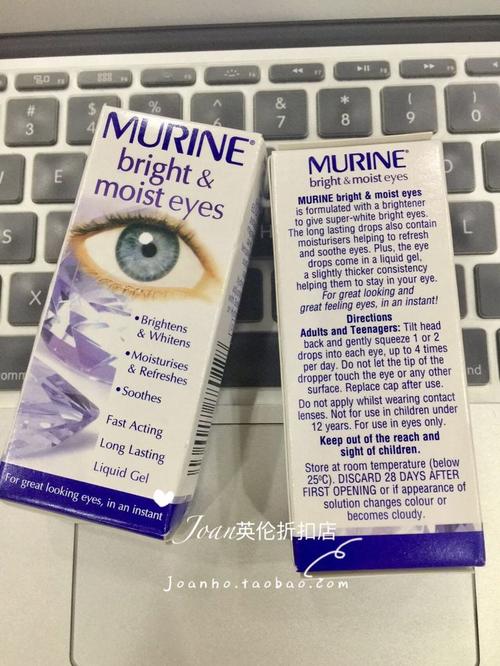 MURINE®
bright &
moist eyes
• Brightens
& Whitens
• Moisturises
& Refreshes
• Soothes
Fast Acting
Long Lasting
Liquid Gel
For great looking eyes, in an instant
MURINE®
bright & moist eyes
MURINE bright & moist eyes
is formulated with a brightener
to give super-white bright eyes.
The long lasting drops also contain
moisturisers helping to refresh
and soothe eyes. Plus, the eye
drops come in a liquid gel,
a slightly thicker consistency
helping them to stay in your eye.
For great looking and
great feeling eyes, in an instant!
Directions
Adults and Teenagers: Tilt head
back and gently squeeze 1 or 2
drops into each eye, up to 4 times
per day. Do not let the tip of the
dropper touch the eye or any other
surface. Replace cap after use.
Do not apply whilst wearing contact
lenses. Not for use in children under
12 years. For use in eyes only.
Keep out of the reach and
sight of children.
Store at room temperature (below
25ºC). DISCARD 28 DAYS AFTER
FIRST OPENING or if appearance of
solution changes colour or
becomes cloudy.
Joan英伦折扣店
Joanho.taobao.com
# 3
$ 4
& 7
* 8
( 9
) 0
command